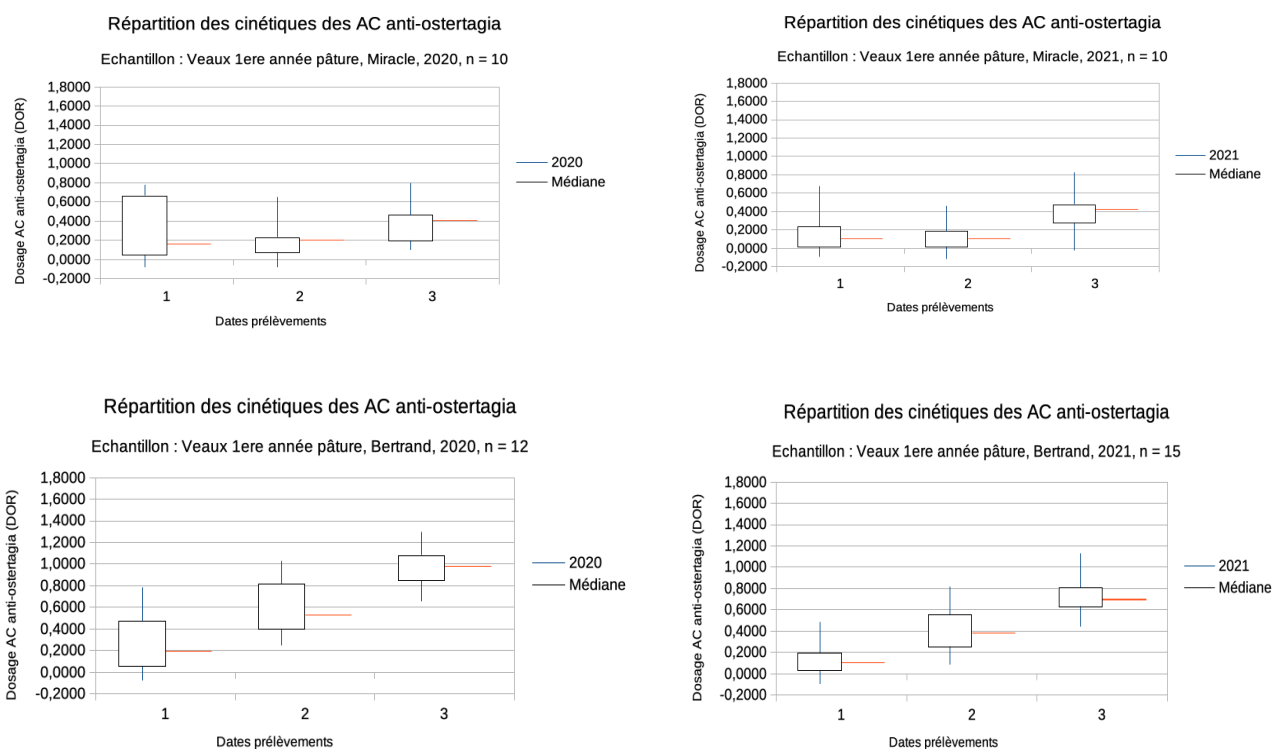 Répartition des cinétiques des AC anti-ostertagia
Echantillon : Veaux 1ere année pâture, Miracle, 2020, n = 10
Dosage AC anti-ostertagia (DOR)
1,8000
1,6000
1,4000
1,2000
1,0000
0,8000
0,6000
0,4000
0,2000
0,0000
-0,2000
1 2 3
Dates prélèvements
2020
Médiane
Répartition des cinétiques des AC anti-ostertagia
Echantillon : Veaux 1ere année pâture, Miracle, 2021, n = 10
Dosage AC anti-ostertagia (DOR)
1,8000
1,6000
1,4000
1,2000
1,0000
0,8000
0,6000
0,4000
0,2000
0,0000
-0,2000
1 2 3
Dates prélèvements
2021
Médiane
Répartition des cinétiques des AC anti-ostertagia
Echantillon : Veaux 1ere année pâture, Bertrand, 2020, n = 12
Dosage AC anti-ostertagia (DOR)
1,8000
1,6000
1,4000
1,2000
1,0000
0,8000
0,6000
0,4000
0,2000
0,0000
-0,2000
1 2 3
Dates prélèvements
2020
Médiane
Répartition des cinétiques des AC anti-ostertagia
Echantillon : Veaux 1ere année pâture, Bertrand, 2021, n = 15
Dosage AC anti-ostertagia (DOR)
1,8000
1,6000
1,4000
1,2000
1,0000
0,8000
0,6000
0,4000
0,2000
0,0000
-0,2000
1 2 3
Dates prélèvements
2021
Médiane